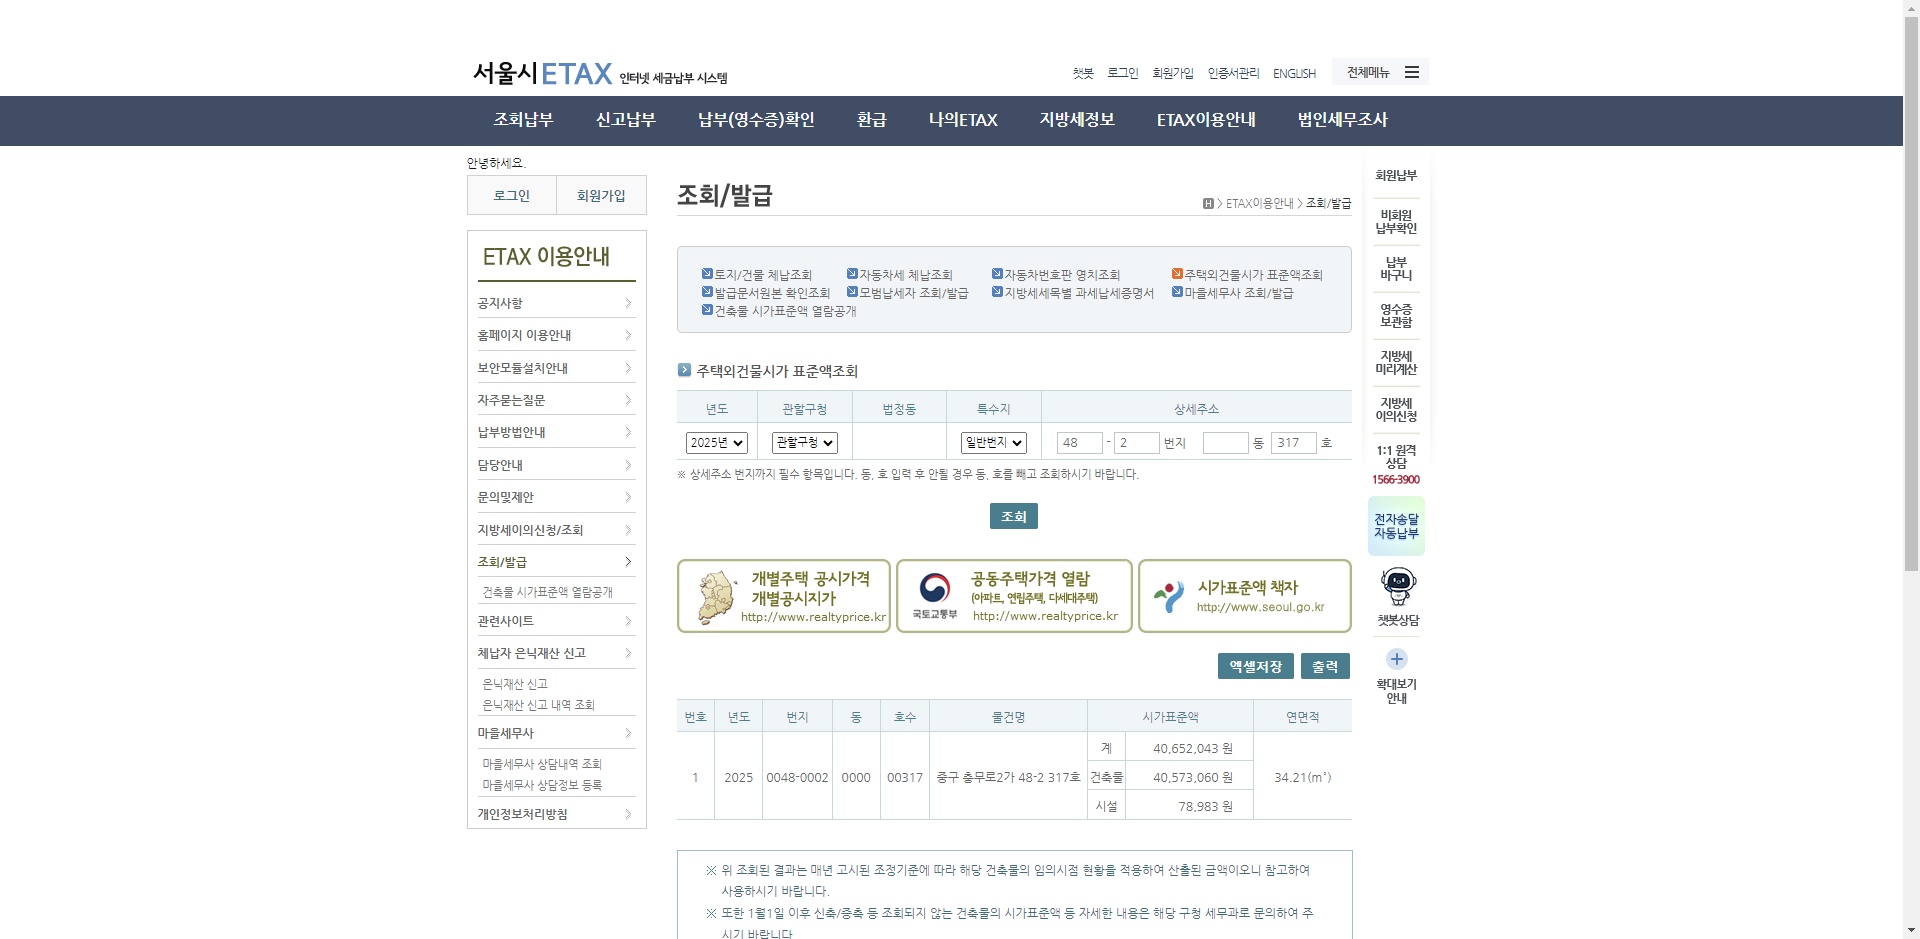 서울시 ETAX 인터넷 세금납부 시스템
챗봇 로그인 회원가입 인증서관리 ENGLISH 전체메뉴
조회납부 신고납부 납부(영수증)확인 환급 나의ETAX 지방세정보 ETAX이용안내 법인세무조사
안녕하세요.
로그인 회원가입
ETAX 이용안내
공지사항
홈페이지 이용안내
보안모듈설치안내
자주묻는질문
납부방법안내
담당안내
문의및제안
지방세이의신청/조회
조회/발급
건축물 시가표준액 열람공개
관련사이트
체납자 은닉재산 신고
은닉재산 신고
은닉재산 신고 내역 조회
마을세무사
마을세무사 상담내역 조회
마을세무사 상담정보 등록
개인정보처리방침
조회/발급
H > ETAX이용안내 > 조회/발급
토지/건물 체납조회 자동차세 체납조회 자동차번호판 영치조회 주택외건물시가 표준액조회
발급문서원본 확인조회 모범납세자 조회/발급 지방세세목별 과세납세증명서 마을세무사 조회/발급
건축물 시가표준액 열람공개
주택외건물시가 표준액조회
년도 관할구청 법정동 특수지 상세주소
2025년 관할구청 일반번지 48 - 2 번지 동 317 호
※ 상세주소 번지까지 필수 항목입니다. 동, 호 입력 후 안될 경우 동, 호를 빼고 조회하시기 바랍니다.
조회
개별주택 공시가격
개별공시지가
http://www.realtyprice.kr
국토교통부
공동주택가격 열람
(아파트, 연립주택, 다세대주택)
http://www.realtyprice.kr
시가표준액 책자
http://www.seoul.go.kr
엑셀저장 출력
번호 년도 번지 동 호수 물건명 시가표준액 연면적
1 2025 0048-0002 0000 00317 중구 충무로2가 48-2 317호
계 40,652,043 원
건축물 40,573,060 원
시설 78,983 원
34.21(㎡)
※ 위 조회된 결과는 매년 고시된 조정기준에 따라 해당 건축물의 임의시점 현황을 적용하여 산출된 금액이오니 참고하여
사용하시기 바랍니다.
※ 또한 1월1일 이후 신축/증축 등 조회되지 않는 건축물의 시가표준액 등 자세한 내용은 해당 구청 세무과로 문의하여 주
시기 바랍니다
회원납부
비회원
납부확인
납부
바구니
영수증
보관함
지방세
미리계산
지방세
이의신청
1:1 원격
상담
1566-3900
전자송달
자동납부
챗봇상담
확대보기
안내